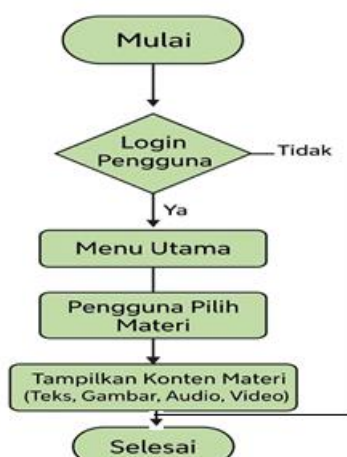 Mulai
Login
Pengguna
Tidak
Ya
Menu Utama
Pengguna Pilih
Materi
Tampilkan Konten Materi
(Teks, Gambar, Audio, Video)
Selesai